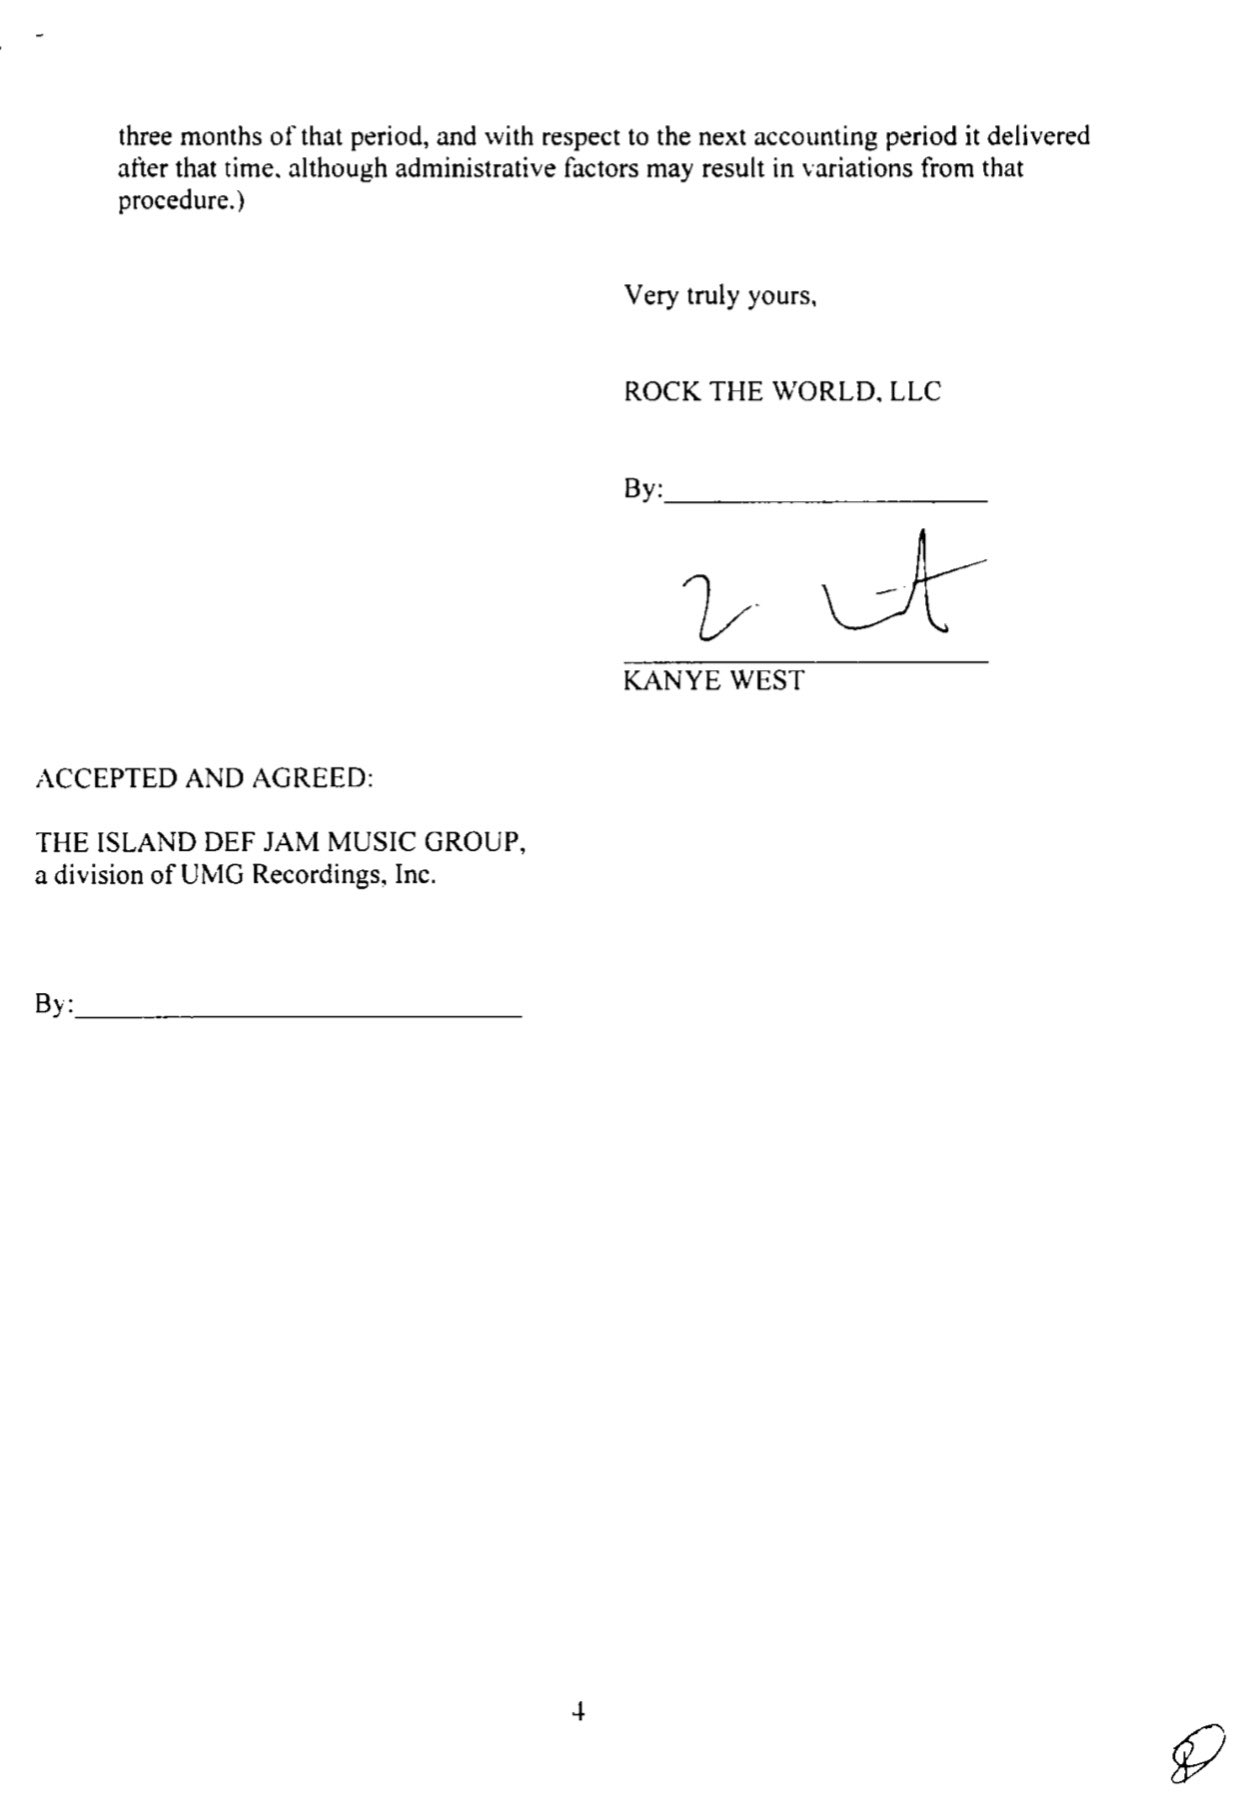 three months of that period, and with respect to the next accounting period it delivered
after that time, although administrative factors may result in variations from that
procedure.)
Very truly yours,
ROCK THE WORLD, LLC
By:
KANYE WEST
ACCEPTED AND AGREED:
THE ISLAND DEF JAM MUSIC GROUP,
a division of UMG Recordings, Inc.
By:
4